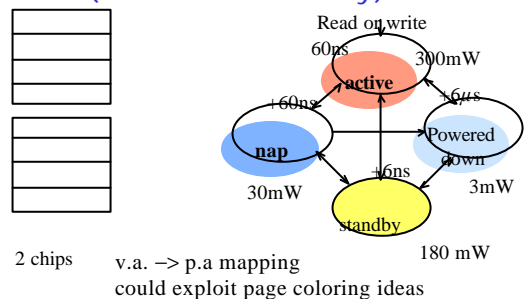 Read or write
60ns
300mW
active
+6μs
+60ns
Powered
down
nap
+6ns
3mW
30mW
standby
180 mW
2 chips
v.a. −> p.a mapping
could exploit page coloring ideas